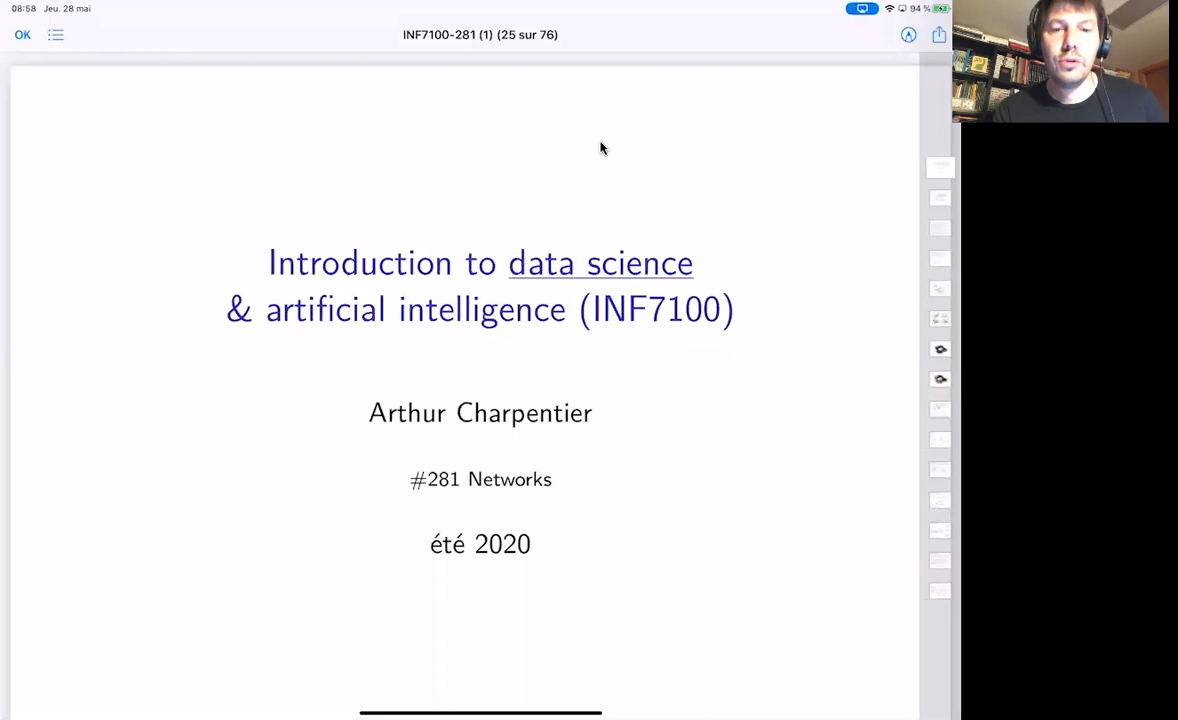 08:58 Jeu. 28 mai
94 %
OK
INF7100-281 (1) (25 sur 76)
Introduction to data science
& artificial intelligence (INF7100)
Arthur Charpentier
#281 Networks
été 2020